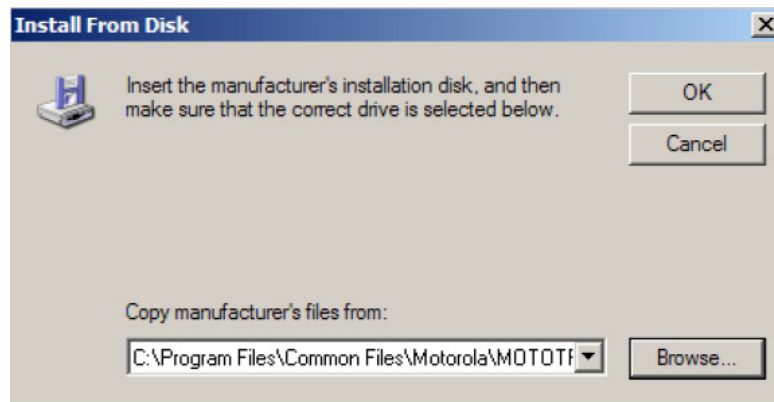 Install From Disk
Insert the manufacturer's installation disk, and then
make sure that the correct drive is selected below.
OK
Cancel
Copy manufacturer's files from:
C:\Program Files\Common Files\Motorola\MOTOTF
Browse...